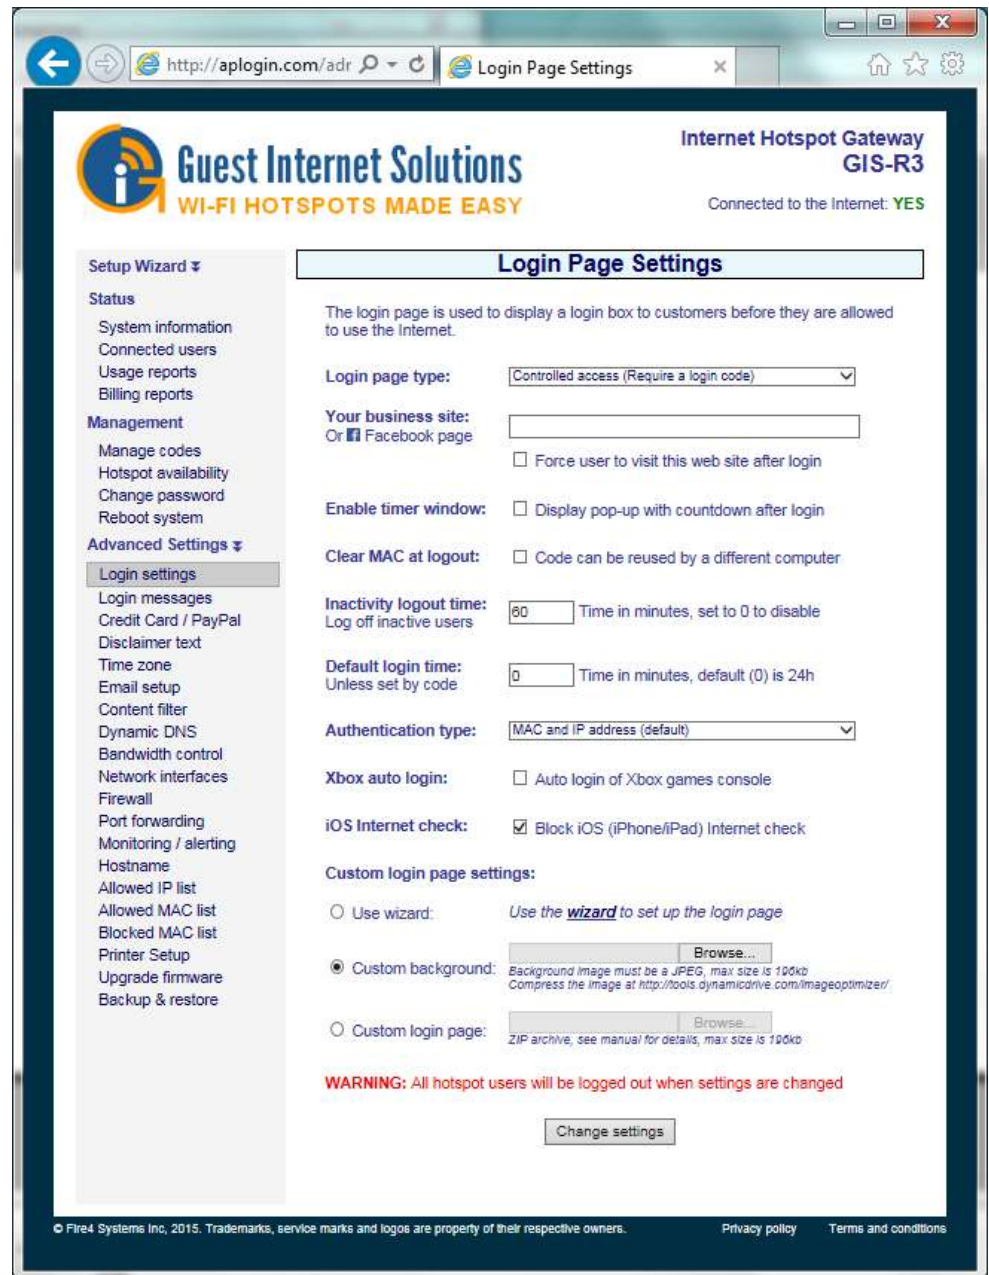 http://aplogin.com/adr
Login Page Settings
Guest Internet Solutions
WI-FI HOTSPOTS MADE EASY
Internet Hotspot Gateway
GIS-R3
Connected to the Internet: YES
Setup Wizard
Status
System information
Connected users
Usage reports
Billing reports
Management
Manage codes
Hotspot availability
Change password
Reboot system
Advanced Settings
Login settings
Login messages
Credit Card / PayPal
Disclaimer text
Time zone
Email setup
Content filter
Dynamic DNS
Bandwidth control
Network interfaces
Firewall
Port forwarding
Monitoring / alerting
Hostname
Allowed IP list
Allowed MAC list
Blocked MAC list
Printer Setup
Upgrade firmware
Backup & restore
Login Page Settings
The login page is used to display a login box to customers before they are allowed
to use the Internet.
Login page type: Controlled access (Require a login code)
Your business site:
Or Facebook page
Force user to visit this web site after login
Enable timer window: Display pop-up with countdown after login
Clear MAC at logout: Code can be reused by a different computer
Inactivity logout time: 60 Time in minutes, set to 0 to disable
Log off inactive users
Default login time: 0 Time in minutes, default (0) is 24h
Unless set by code
Authentication type: MAC and IP address (default)
Xbox auto login: Auto login of Xbox games console
iOS Internet check: Block iOS (iPhone/iPad) Internet check
Custom login page settings:
Use wizard: Use the wizard to set up the login page
Custom background: Browse...
Background image must be a JPEG, max size is 196kb
Compress the image at http://tools.dynamicdrive.com/imageoptimizer/
Custom login page: Browse...
ZIP archive, see manual for details, max size is 196kb
WARNING: All hotspot users will be logged out when settings are changed
Change settings
© Fire4 Systems Inc, 2015. Trademarks, service marks and logos are property of their respective owners. Privacy policy Terms and conditions